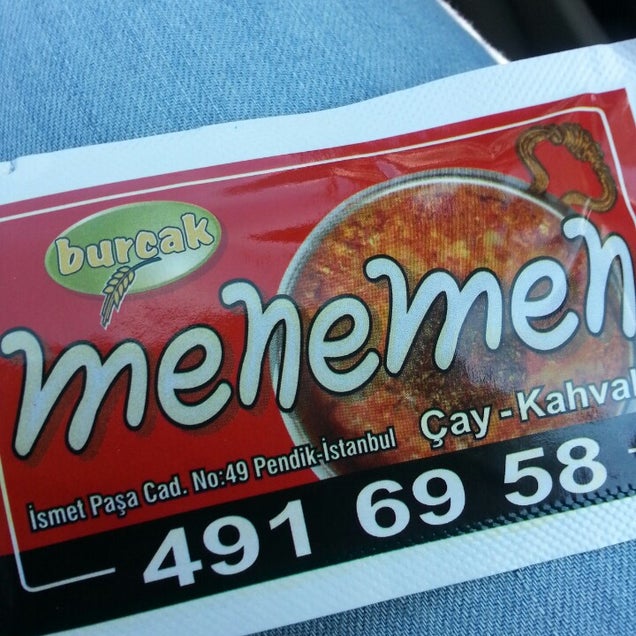 burcak
menemen
Çay - Kahval
İsmet Paşa Cad. No:49 Pendik-İstanbul
491 69 58